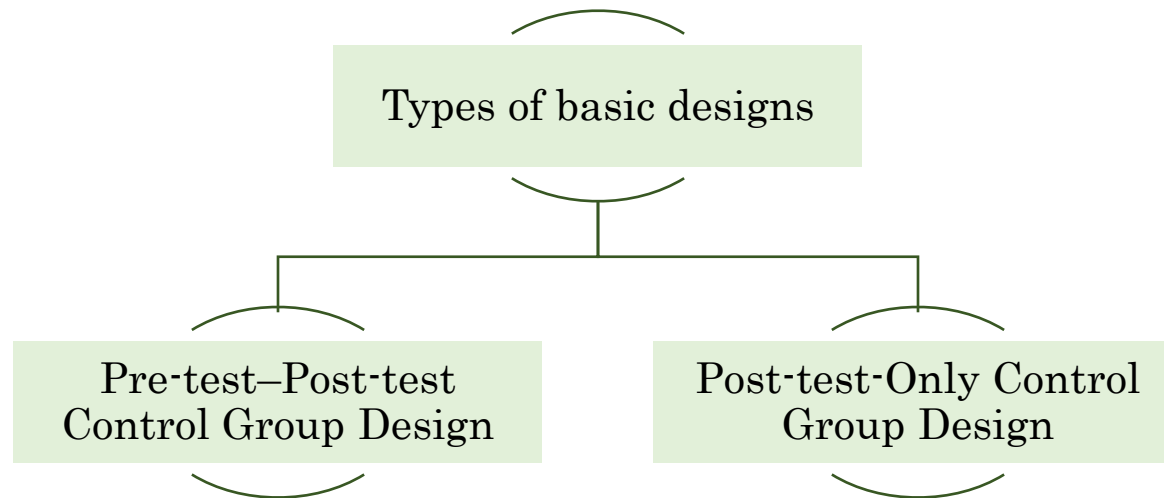 Types of basic designs
Pre-test–Post-test
Control Group Design
Post-test-Only Control
Group Design